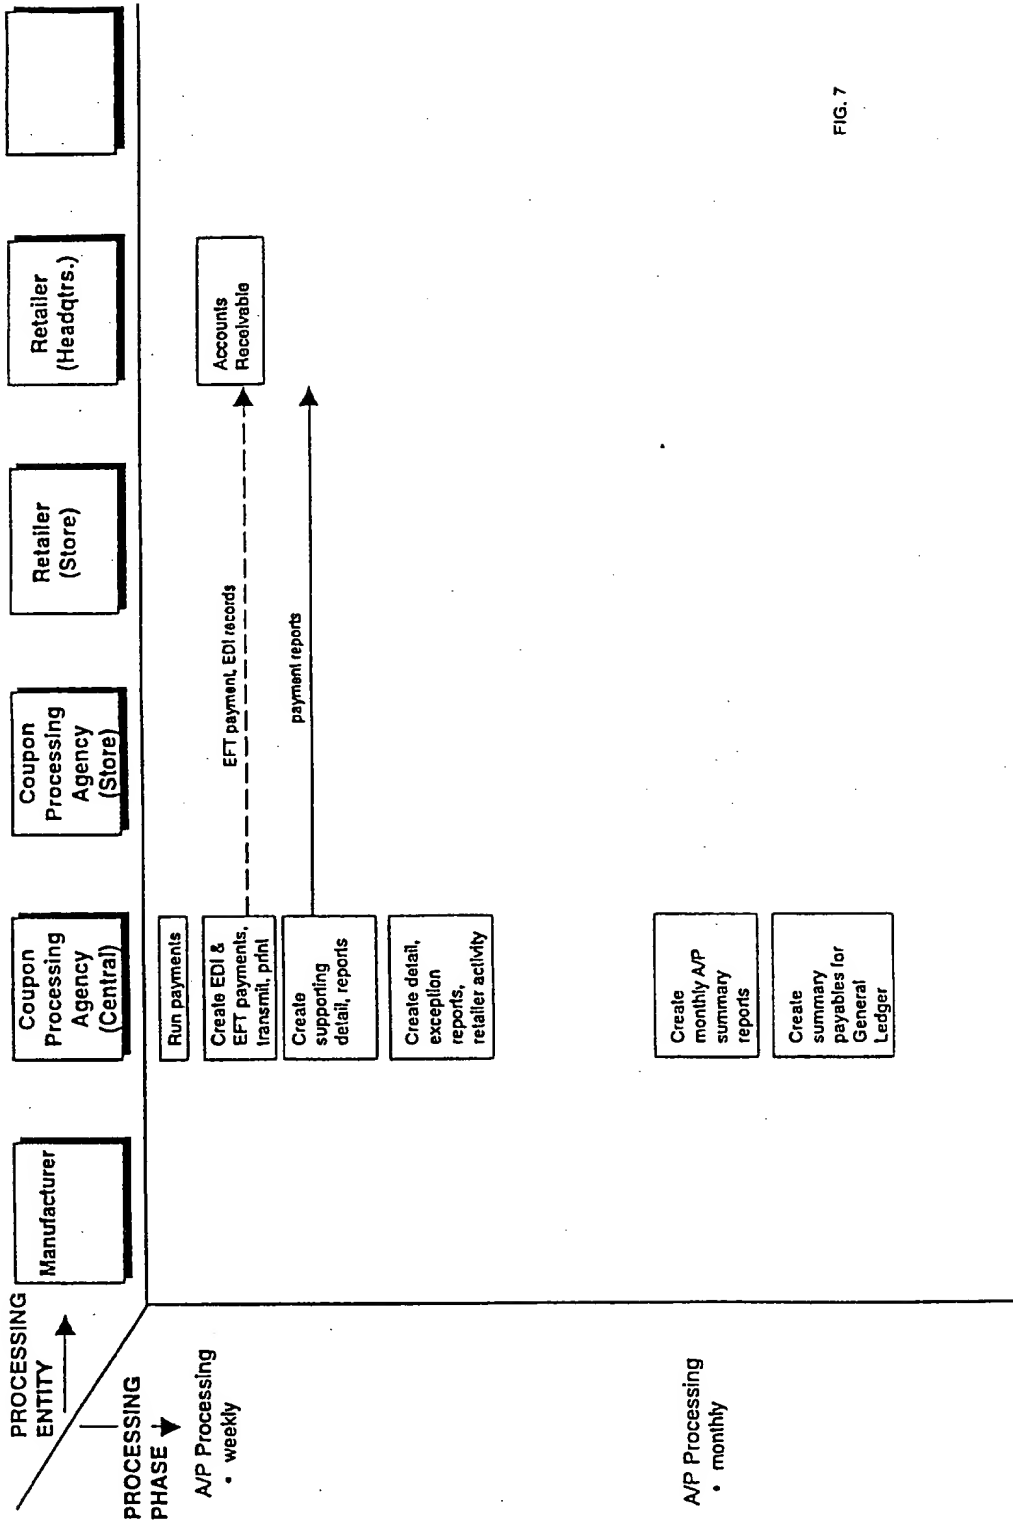 PROCESSING
ENTITY
PROCESSING
PHASE
Manufacturer
Coupon
Processing
Agency
(Central)
Coupon
Processing
Agency
(Store)
Retailer
(Store)
Retailer
(Headqtrs.)
A/P Processing
• weekly
Run payments
Create EDI &
EFT payments,
transmit, print
EFT payment, EDI records
Accounts
Receivable
Create
supporting
detail, reports
payment reports
Create detail,
exception
reports,
retailer activity
A/P Processing
• monthly
Create
monthly A/P
summary
reports
Create
summary
payables for
General
Ledger
FIG. 7